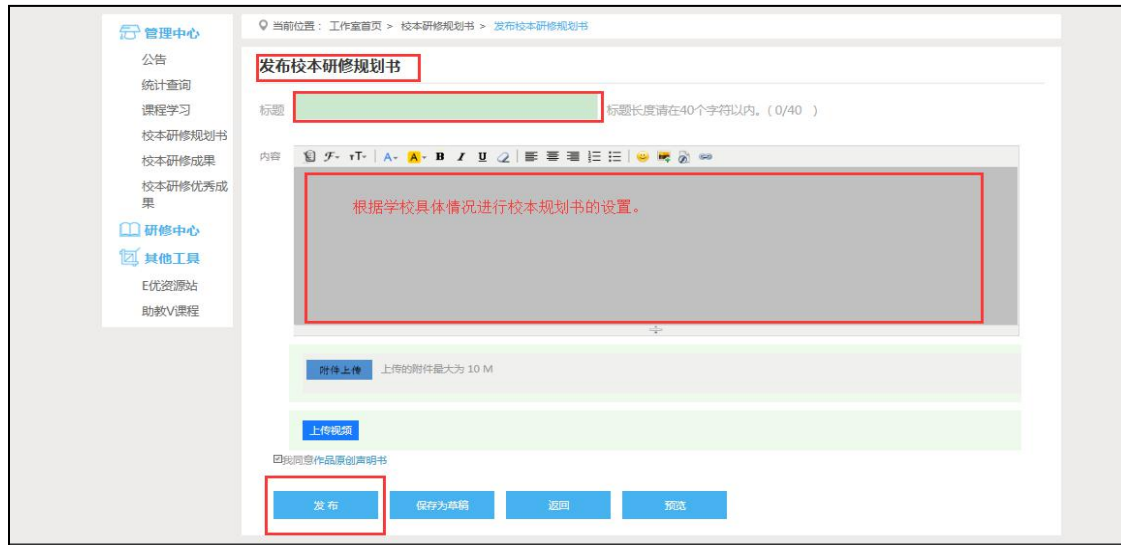 管理中心
公告
统计查询
课程学习
校本研修规划书
校本研修成果
校本研修优秀成
果
研修中心
其他工具
E优资源站
助教V课程
当前位置： 工作室首页 > 校本研修规划书 > 发布校本研修规划书
发布校本研修规划书
标题 标题长度请在40个字符以内。( 0/40 )
内容
根据学校具体情况进行校本规划书的设置。
附件上传 上传的附件最大为 10 M
上传视频
我同意作品原创声明书
发 布 保存为草稿 返回 预览